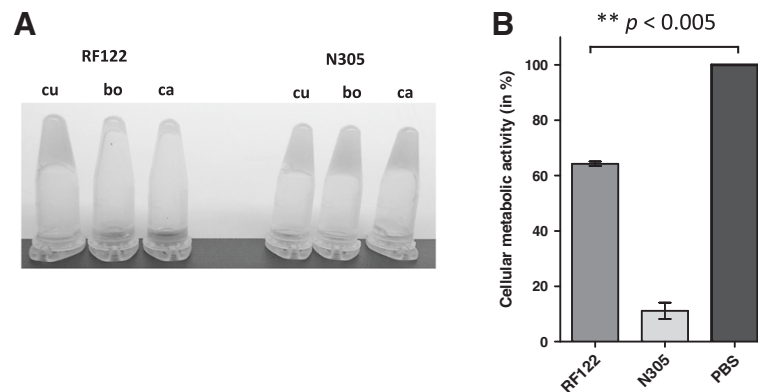 A
RF122
N305
cu bo ca
cu bo ca
B
** p < 0.005
Cellular metabolic activity (in %)
100
80
60
40
20
0
RF122
N305
PBS